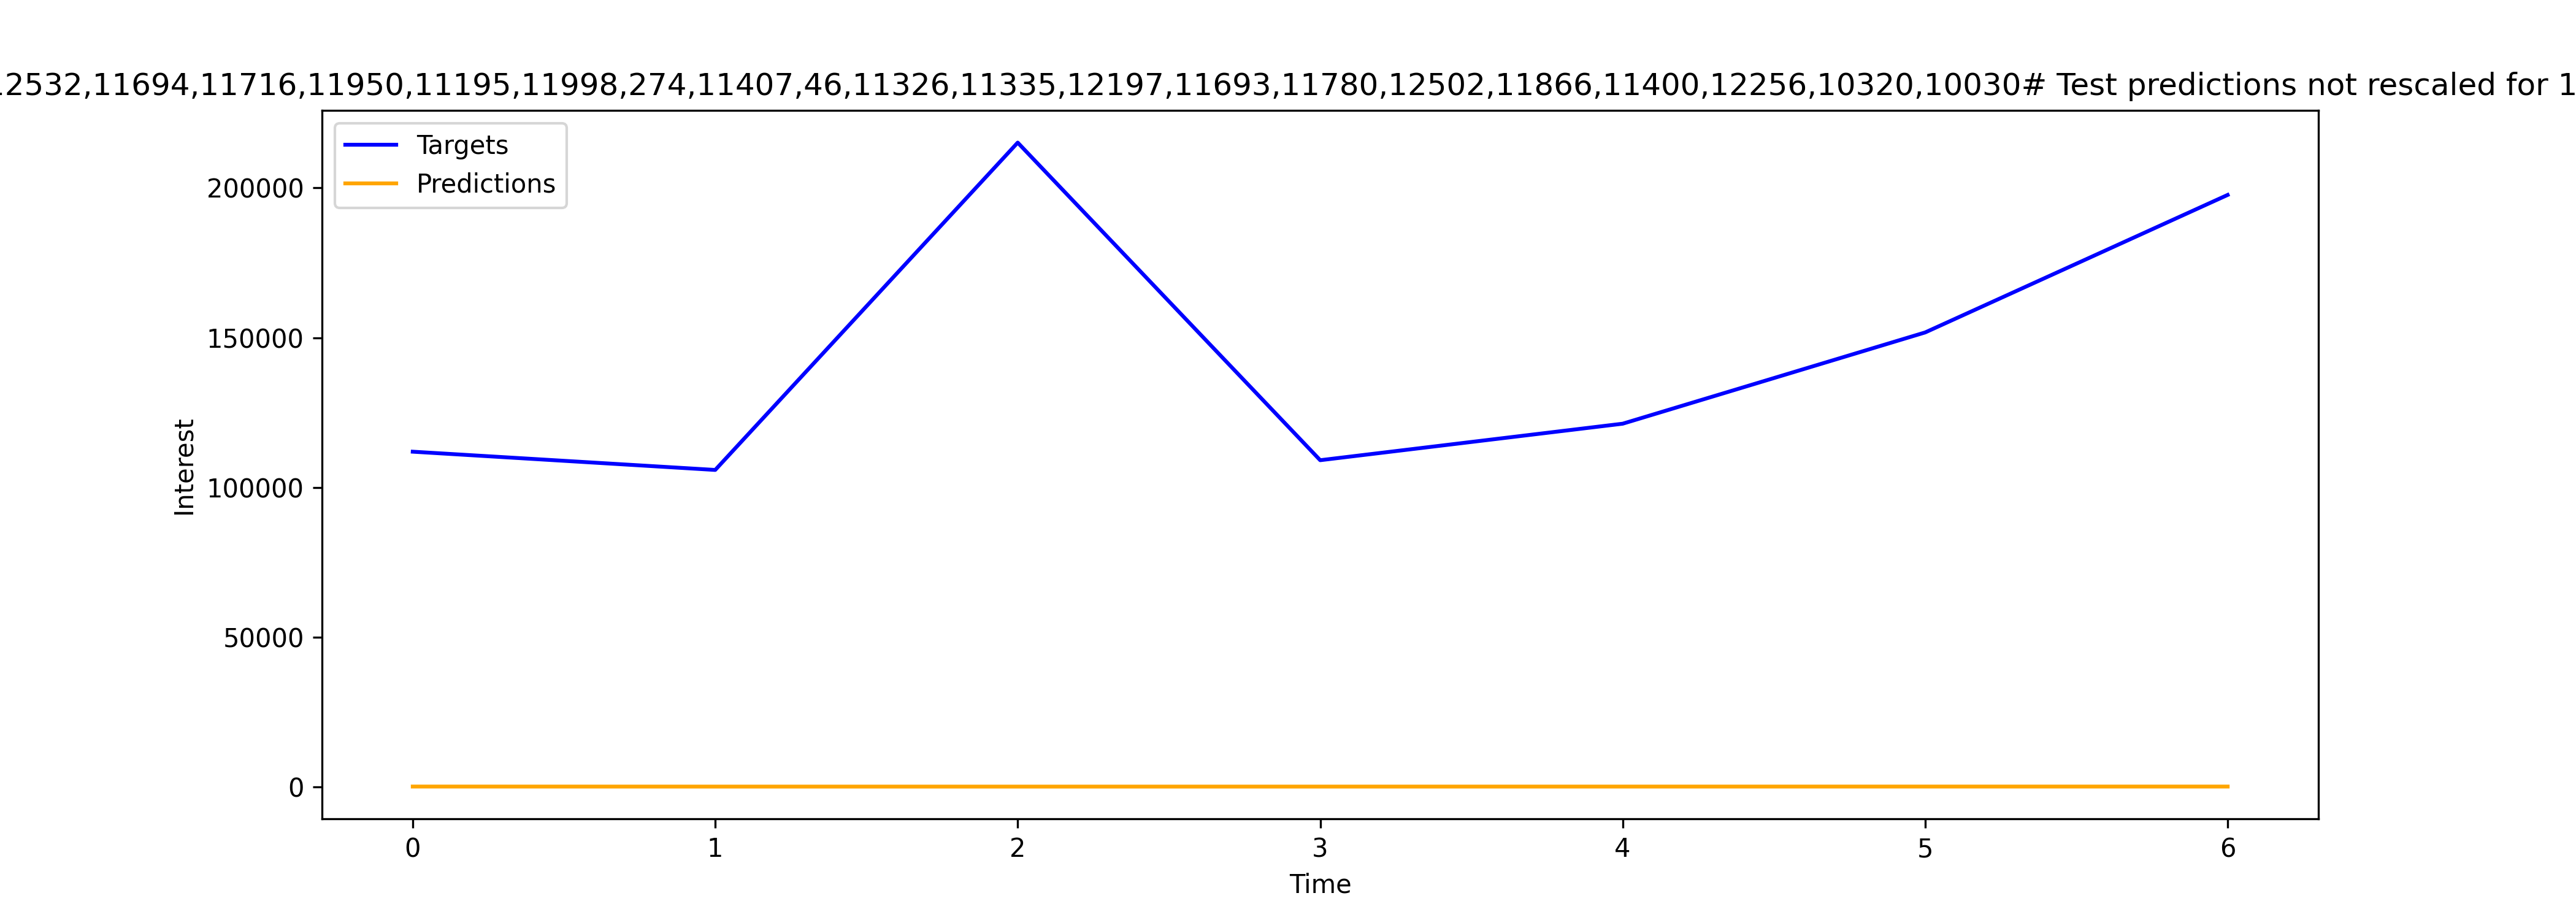 2532,11694,11716,11950,11195,11998,274,11407,46,11326,11335,12197,11693,11780,12502,11866,11400,12256,10320,10030# Test predictions not rescaled for 1
Targets
Predictions
200000
150000
100000
50000
0
Interest
0 1 2 3 4 5 6
Time